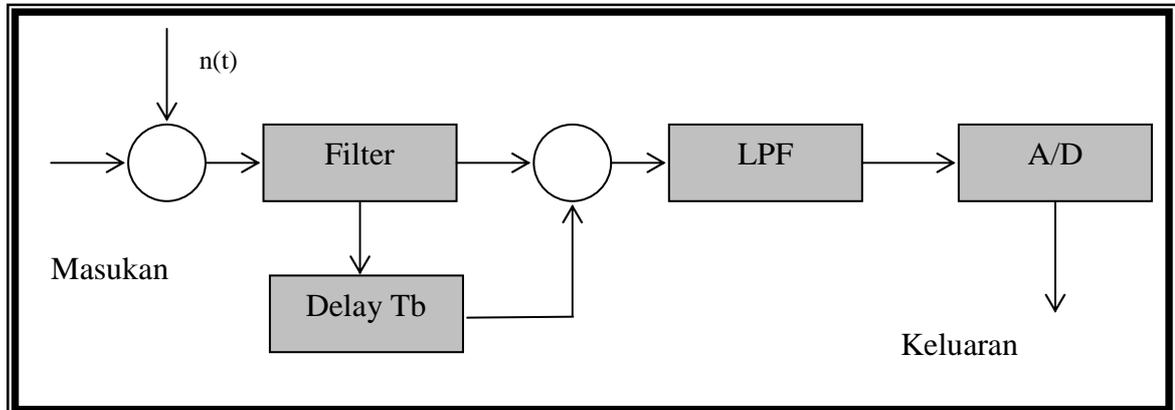 n(t)
Filter
LPF
A/D
Masukan
Delay Tb
Keluaran